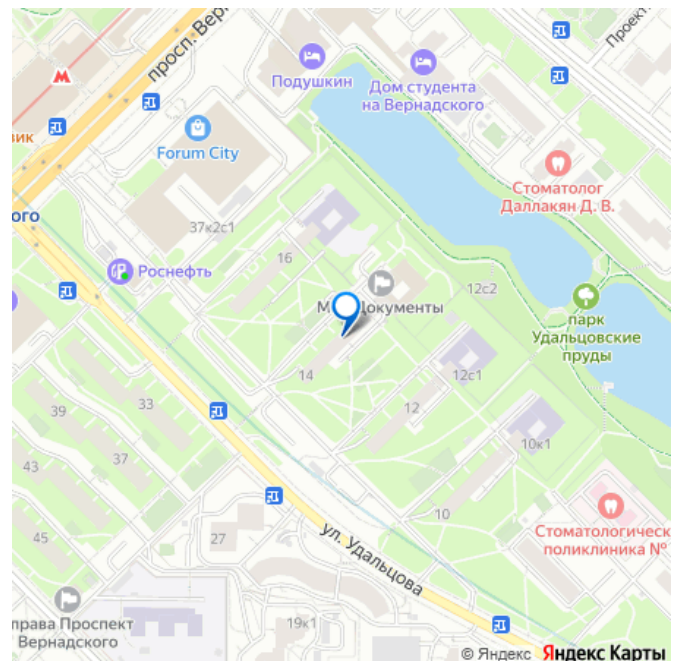 просп. Верн
Проект
Подушкин
Дом студента
на Вернадского
М
ик
Forum City
Стоматолог
Даллакян Д. В.
ого
37к2с1
16
Роснефть
12с2
М
Документы
парк
Удальцовские
пруды
14
12с1
39
33
12
10к1
43
37
10
Стоматологическ
поликлиника №
45
27
ул. Удальцова
права Проспект
Вернадского
19к1
© Яндекс Яндекс Карты